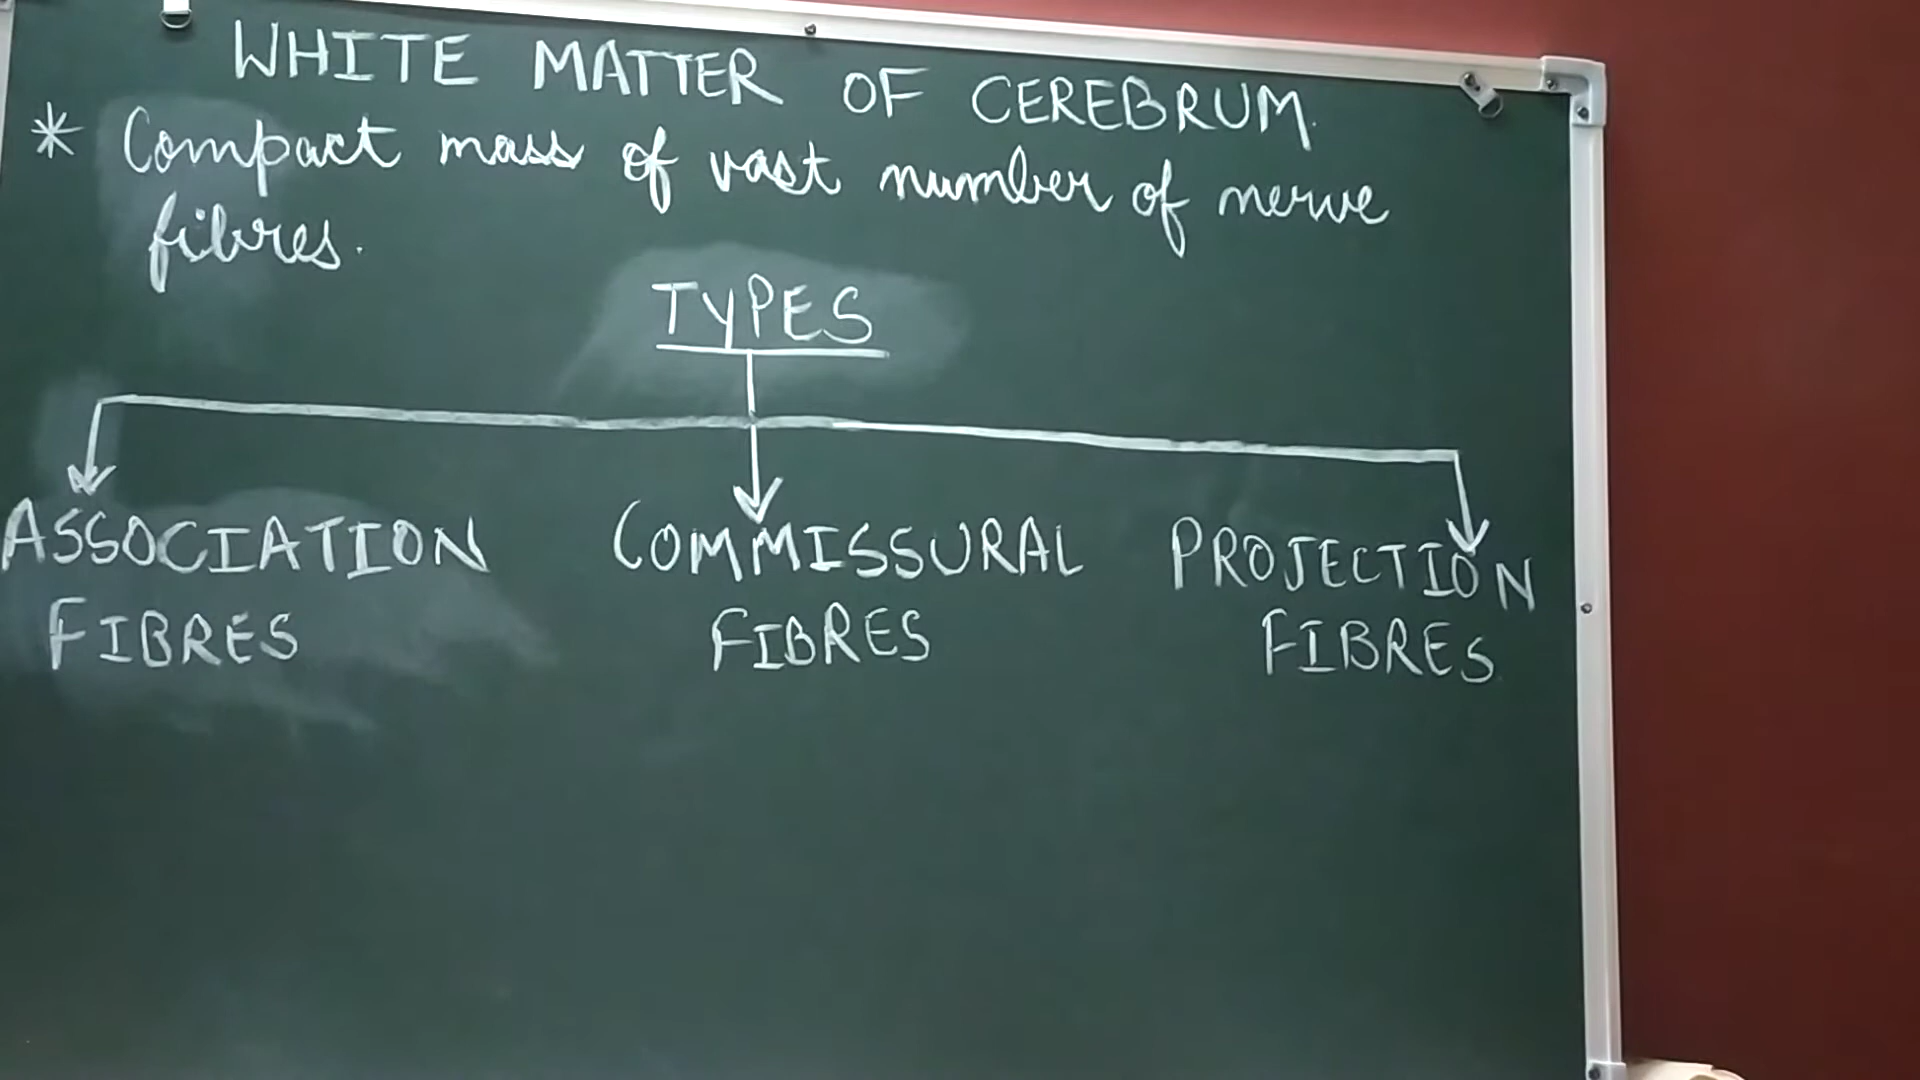 WHITE MATTER OF CEREBRUM.
* Compact mass of vast number of nerve
fibres.
TYPES
ASSOCIATION COMMISSURAL PROJECTION
FIBRES FIBRES FIBRES